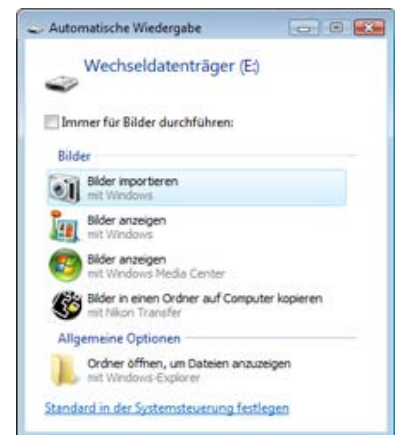 Automatische Wiedergabe
Wechseldatenträger (E:)
Immer für Bilder durchführen:
Bilder
Bilder importieren
mit Windows
Bilder anzeigen
mit Windows
Bilder anzeigen
mit Windows Media Center
Bilder in einen Ordner auf Computer kopieren
mit Nikon Transfer
Allgemeine Optionen
Ordner öffnen, um Dateien anzuzeigen
mit Windows-Explorer
Standard in der Systemsteuerung festlegen